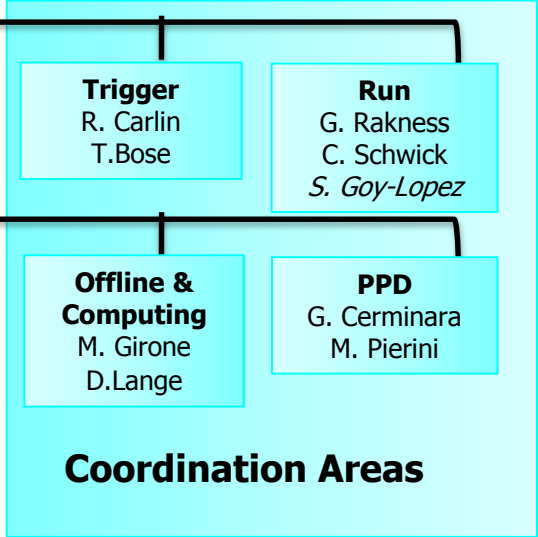 Trigger
R. Carlin
T.Bose
Run
G. Rakness
C. Schwick
S. Goy-Lopez
Offline &
Computing
M. Girone
D.Lange
PPD
G. Cerminara
M. Pierini
Coordination Areas